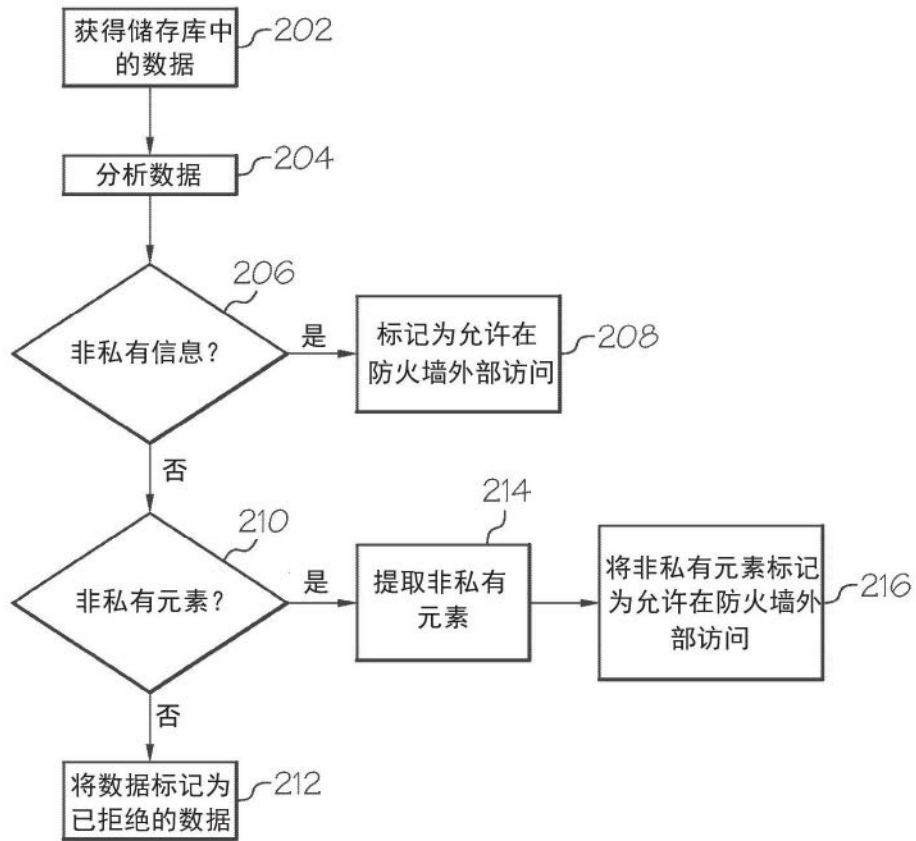 获得储存库中
的数据
202
分析数据
204
206
非私有信息?
是
标记为允许在
防火墙外部访问
208
否
210
非私有元素?
是
214
提取非私有
元素
将非私有元素标记
为允许在防火墙外
部访问
216
否
将数据标记为
已拒绝的数据
212